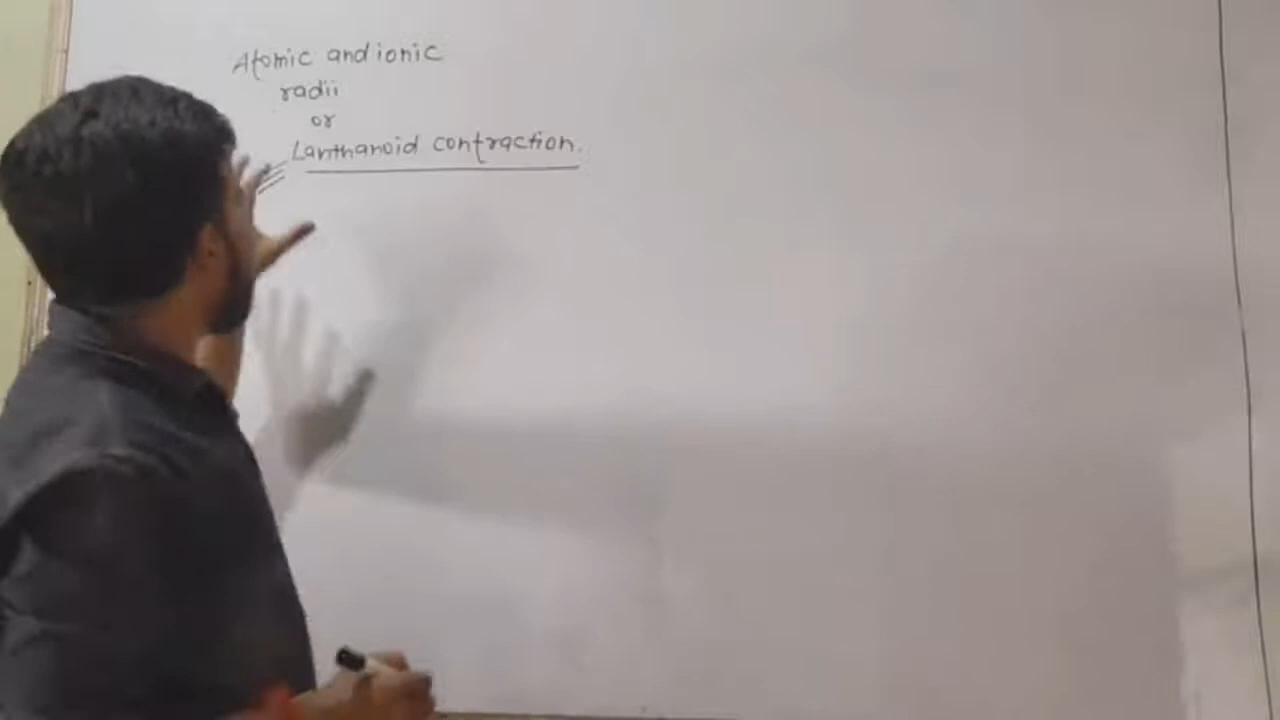 Atomic and ionic
radii
or
Lanthanoid contraction.